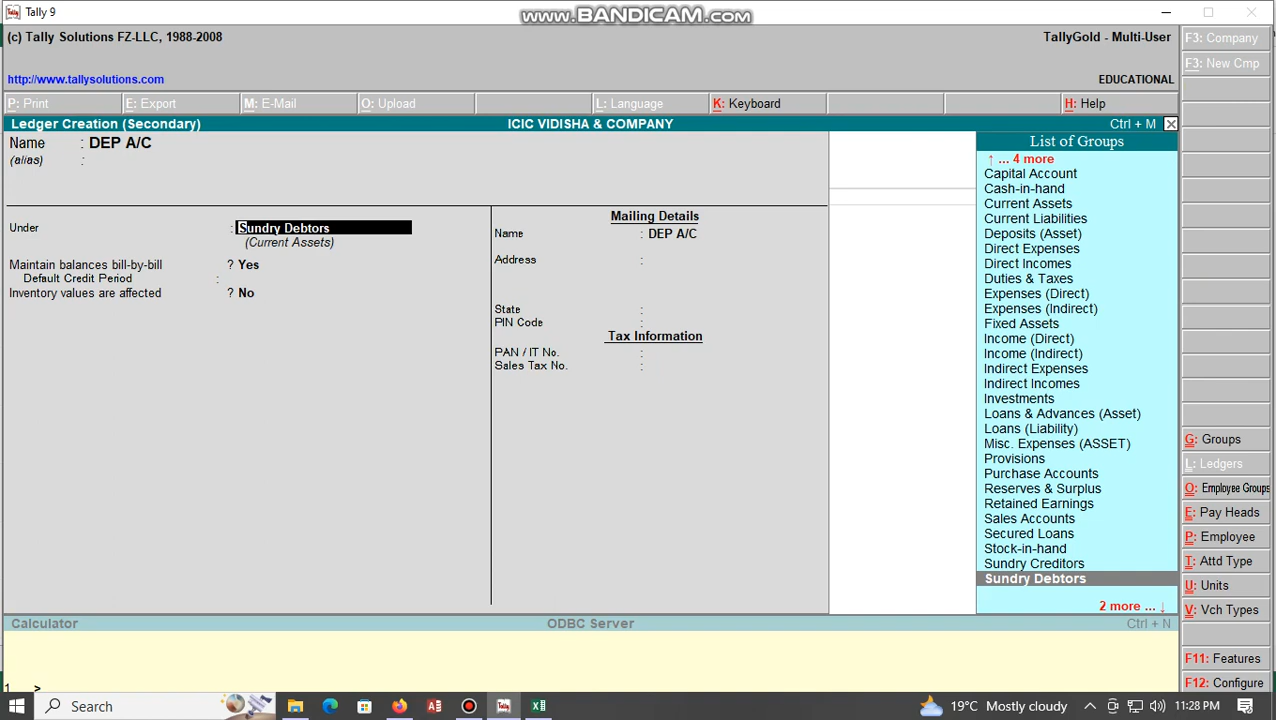 Tally 9
www.BANDICAM.com
(c) Tally Solutions FZ-LLC, 1988-2008
TallyGold - Multi-User
http://www.tallysolutions.com
EDUCATIONAL
P: Print
E: Export
M: E-Mail
O: Upload
L: Language
K: Keyboard
H: Help
Ledger Creation (Secondary)
ICIC VIDISHA & COMPANY
Ctrl + M
Name : DEP A/C
(alias) :
Under : Sundry Debtors
(Current Assets)
Maintain balances bill-by-bill ? Yes
Default Credit Period :
Inventory values are affected ? No
Mailing Details
Name : DEP A/C
Address :
State :
PIN Code :
Tax Information
PAN / IT No. :
Sales Tax No. :
List of Groups
↑ ... 4 more
Capital Account
Cash-in-hand
Current Assets
Current Liabilities
Deposits (Asset)
Direct Expenses
Direct Incomes
Duties & Taxes
Expenses (Direct)
Expenses (Indirect)
Fixed Assets
Income (Direct)
Income (Indirect)
Indirect Expenses
Indirect Incomes
Investments
Loans & Advances (Asset)
Loans (Liability)
Misc. Expenses (ASSET)
Provisions
Purchase Accounts
Reserves & Surplus
Retained Earnings
Sales Accounts
Secured Loans
Stock-in-hand
Sundry Creditors
Sundry Debtors
2 more ... ↓
F3: Company
F3: New Cmp
G: Groups
L: Ledgers
O: Employee Groups
E: Pay Heads
P: Employee
T: Attd Type
U: Units
V: Vch Types
F11: Features
F12: Configure
Calculator
ODBC Server
Ctrl + N
1 >
Search
19°C Mostly cloudy
11:28 PM